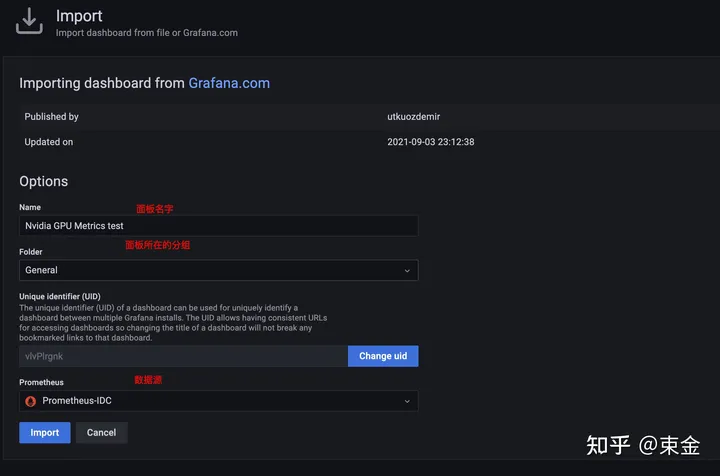 Import
Import dashboard from file or Grafana.com
Importing dashboard from Grafana.com
Published by utkuozdemir
Updated on 2021-09-03 23:12:38
Options
Name 面板名字
Nvidia GPU Metrics test
面板所在的分组
Folder
General
Unique identifier (UID)
The unique identifier (UID) of a dashboard can be used for uniquely identify a
dashboard between multiple Grafana installs. The UID allows having consistent URLs
for accessing dashboards so changing the title of a dashboard will not break any
bookmarked links to that dashboard.
vlvPlrgnk Change uid
Prometheus 数据源
Prometheus-IDC
Import Cancel
知乎 @束金